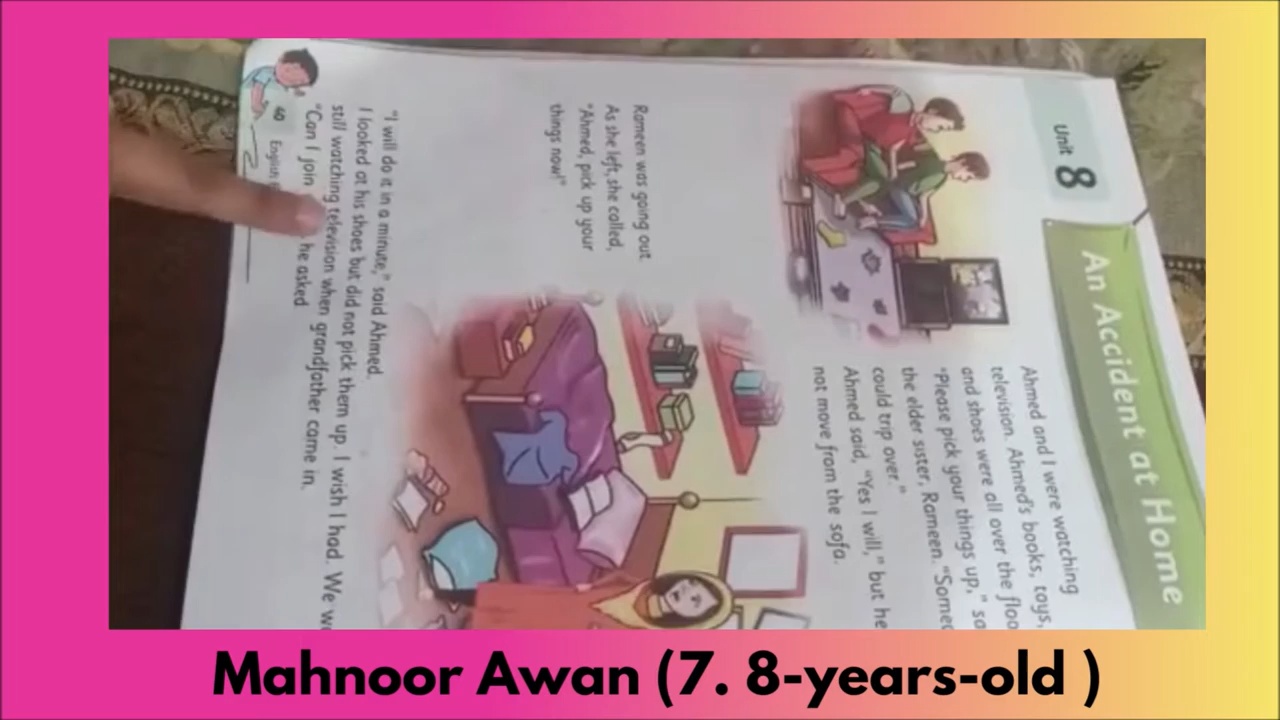 Unit 8
An Accident at Home
Ahmed and I were watching
television. Ahmed's books, toys,
and shoes were all over the
"Please pick your things up,"
the elder sister, Rameen.
could trip over."
Ahmed said, "Yes I will," but he
not move from the sofa.
Rameen was going out
As she left, she called,
"Ahmed, pick up your
things now!"
"I will do it in a minute," said Ahmed.
I looked at his shoes but did not pick them up. I wish I had. We
still watching television when grandfather came in.
"Can I join he asked
40 English
Mahnoor Awan (7. 8-years-old )